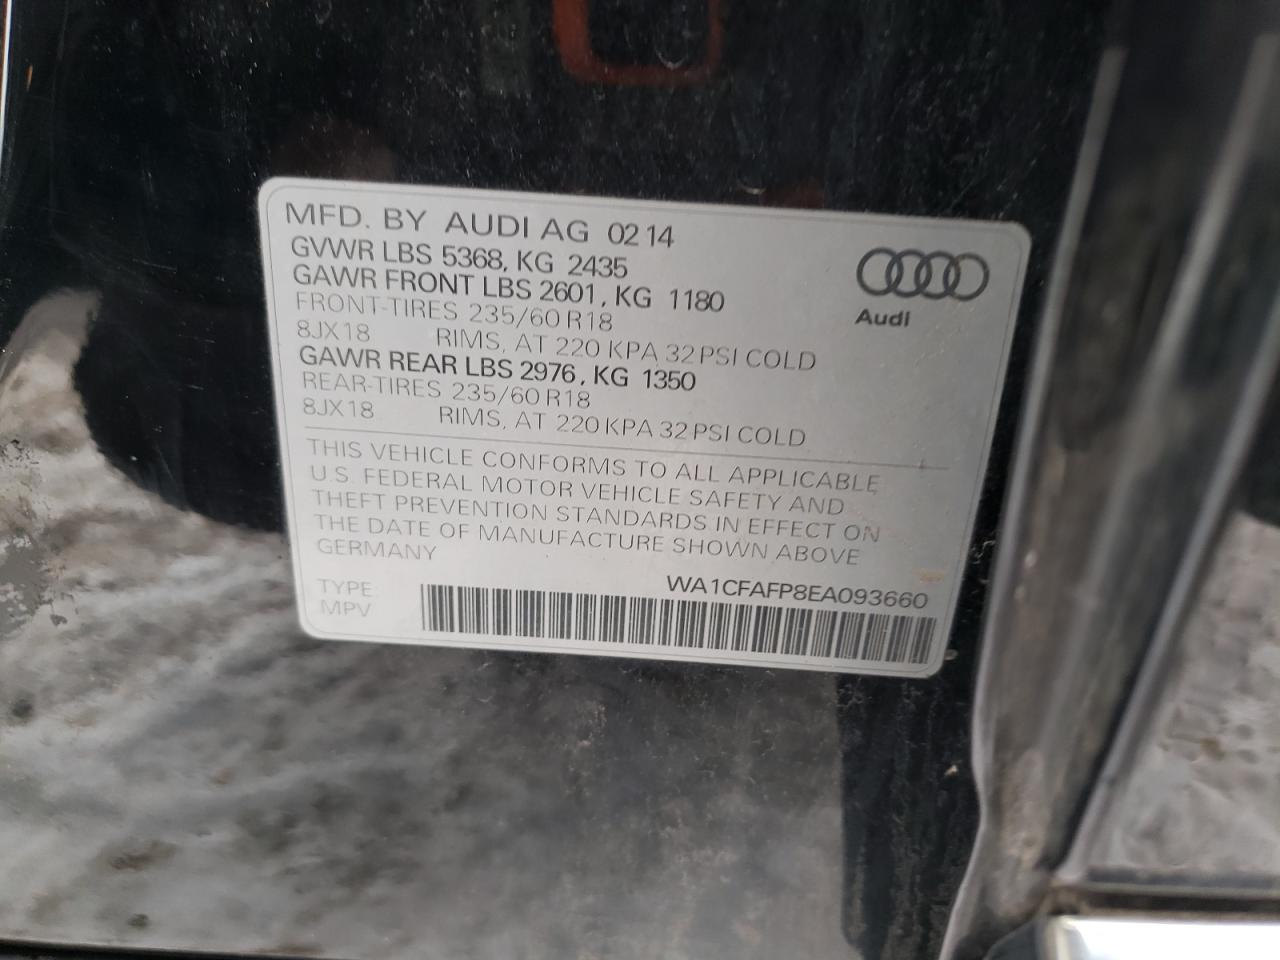 MFD. BY AUDI AG 02 14
GVWR LBS 5368, KG 2435
GAWR FRONT LBS 2601, KG 1180
FRONT-TIRES 235/60 R18
8JX18 RIMS, AT 220 KPA 32 PSI COLD
GAWR REAR LBS 2976, KG 1350
REAR-TIRES 235/60 R18
8JX18 RIMS, AT 220 KPA 32 PSI COLD
Audi
THIS VEHICLE CONFORMS TO ALL APPLICABLE
U.S. FEDERAL MOTOR VEHICLE SAFETY AND
THEFT PREVENTION STANDARDS IN EFFECT ON
THE DATE OF MANUFACTURE SHOWN ABOVE
GERMANY
WA1CFAFP8EA093660
TYPE:
MPV